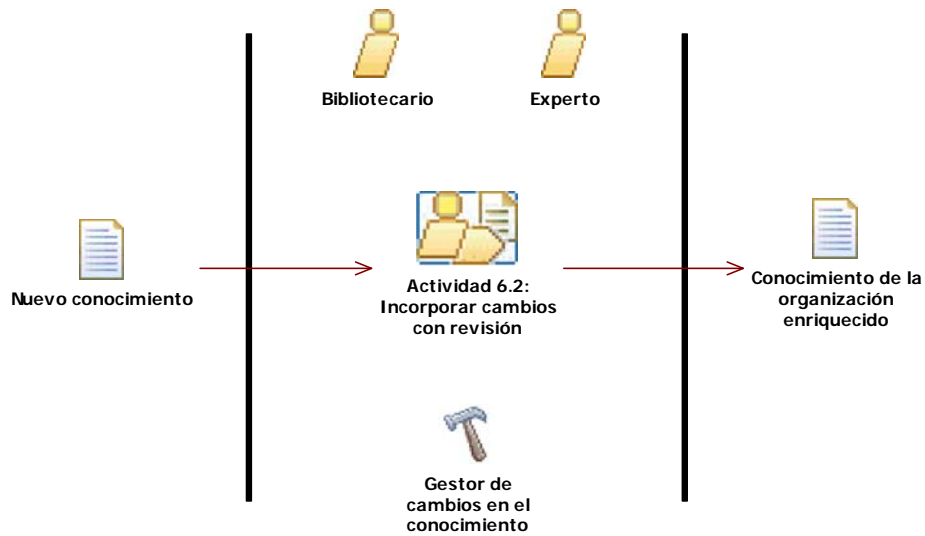 Bibliotecario
Experto
Nuevo conocimiento
Actividad 6.2:
Incorporar cambios
con revisión
Conocimiento de la
organización
enriquecido
Gestor de
cambios en el
conocimiento